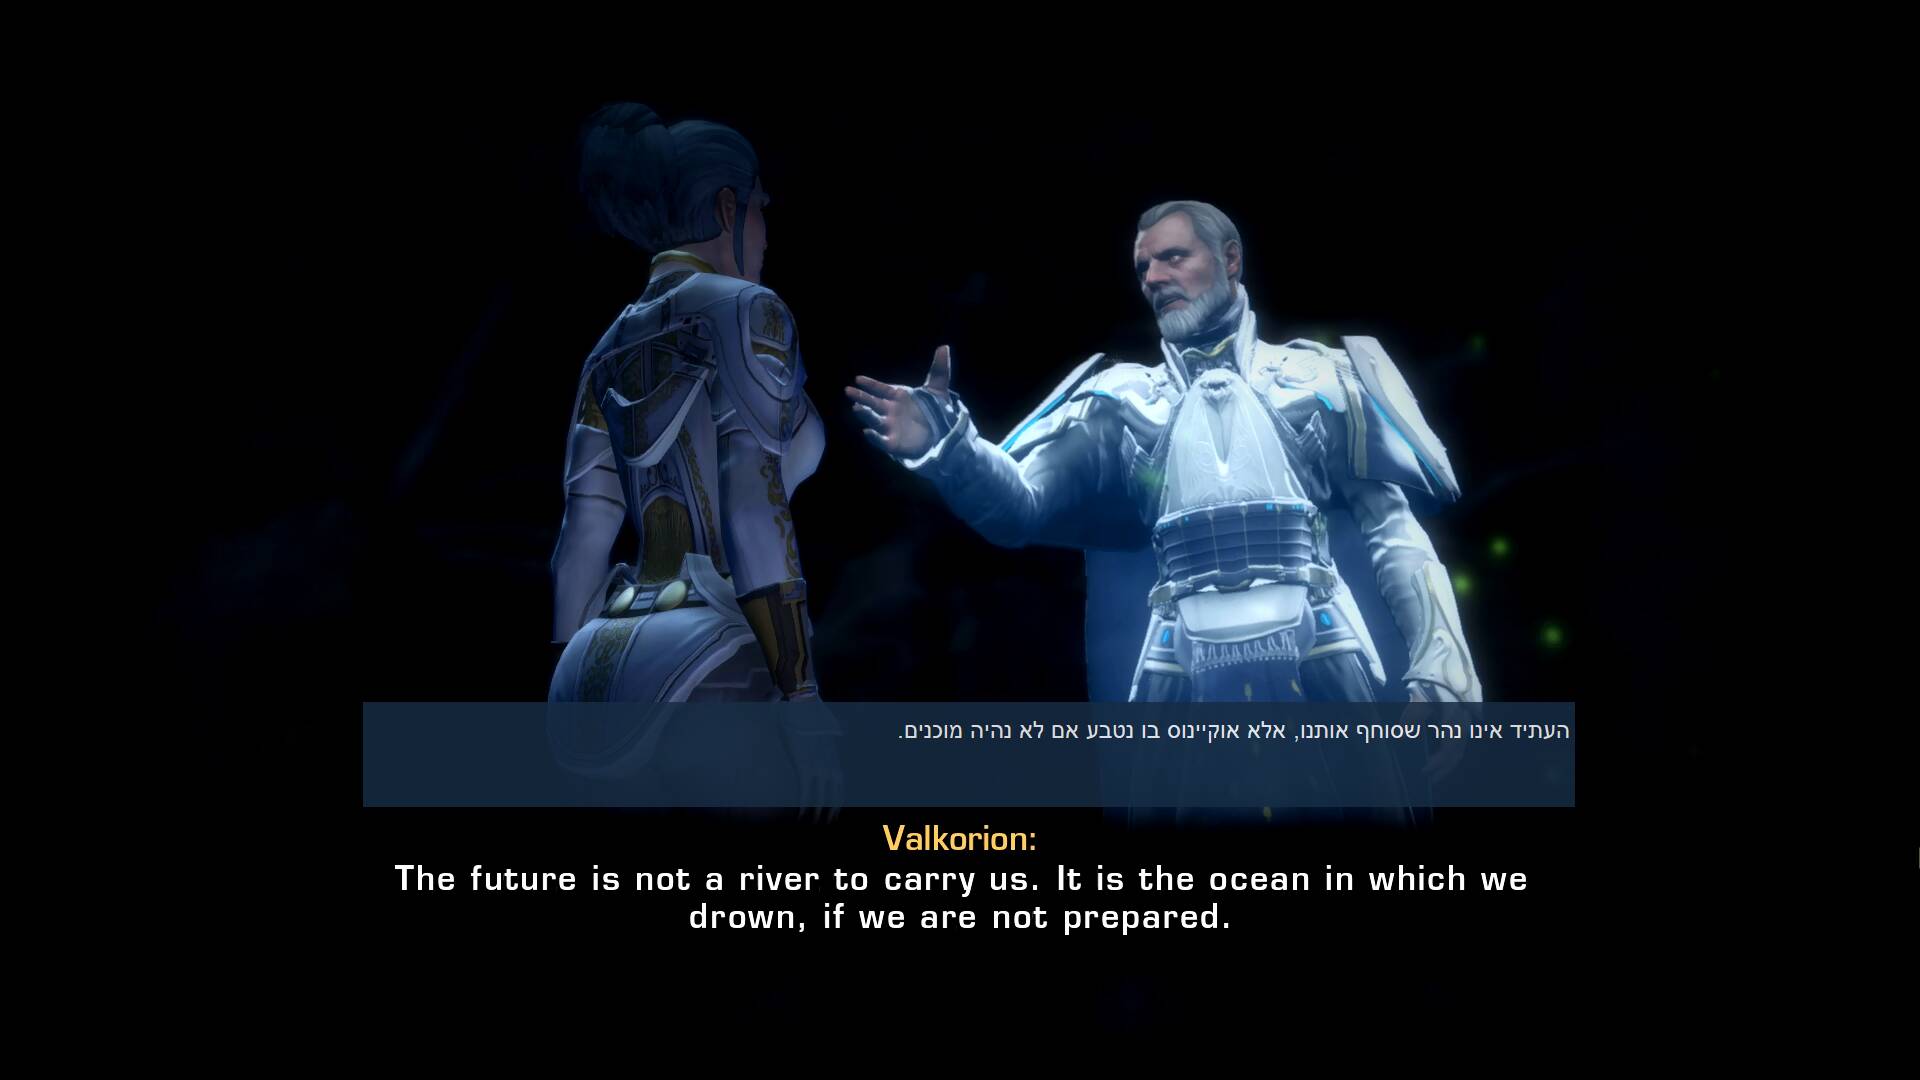 העתיד אינו נהר שסוחף אותנו, אלא אוקיינוס בו נטבע אם לא נהיה מוכנים.
Valkorion:
The future is not a river to carry us. It is the ocean in which we
drown, if we are not prepared.